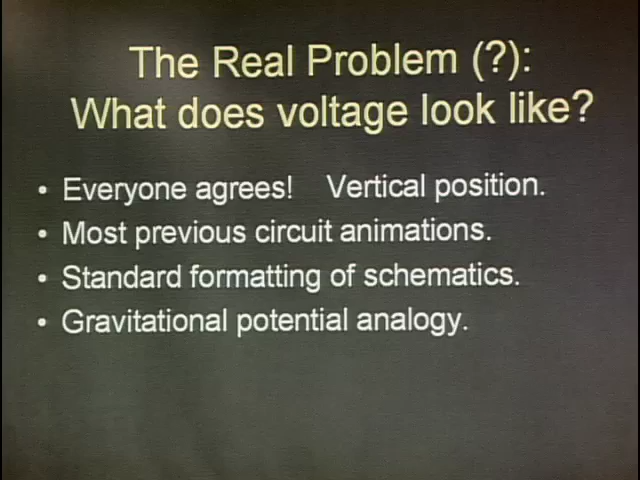 The Real Problem (?):
What does voltage look like?
• Everyone agrees! Vertical position.
• Most previous circuit animations.
• Standard formatting of schematics.
• Gravitational potential analogy.